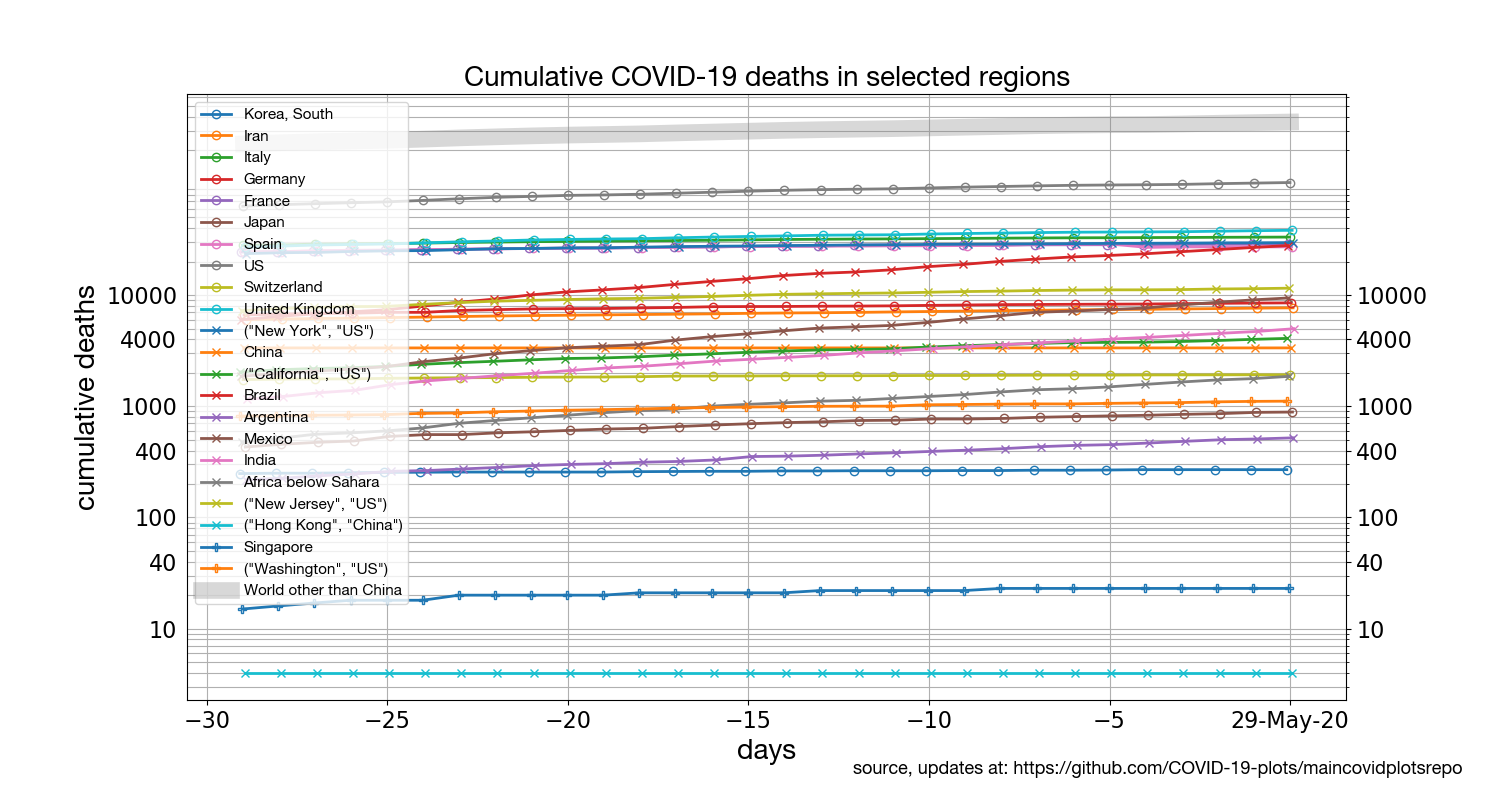 Cumulative COVID-19 deaths in selected regions
cumulative deaths
10000
4000
1000
400
100
40
10
Korea, South
Iran
Italy
Germany
France
Japan
Spain
US
Switzerland
United Kingdom
("New York", "US")
China
("California", "US")
Brazil
Argentina
Mexico
India
Africa below Sahara
("New Jersey", "US")
("Hong Kong", "China")
Singapore
("Washington", "US")
World other than China
10000
4000
1000
400
100
40
10
−30 −25 −20 −15 −10 −5 29-May-20
days
source, updates at: https://github.com/COVID-19-plots/maincovidplotsrepo